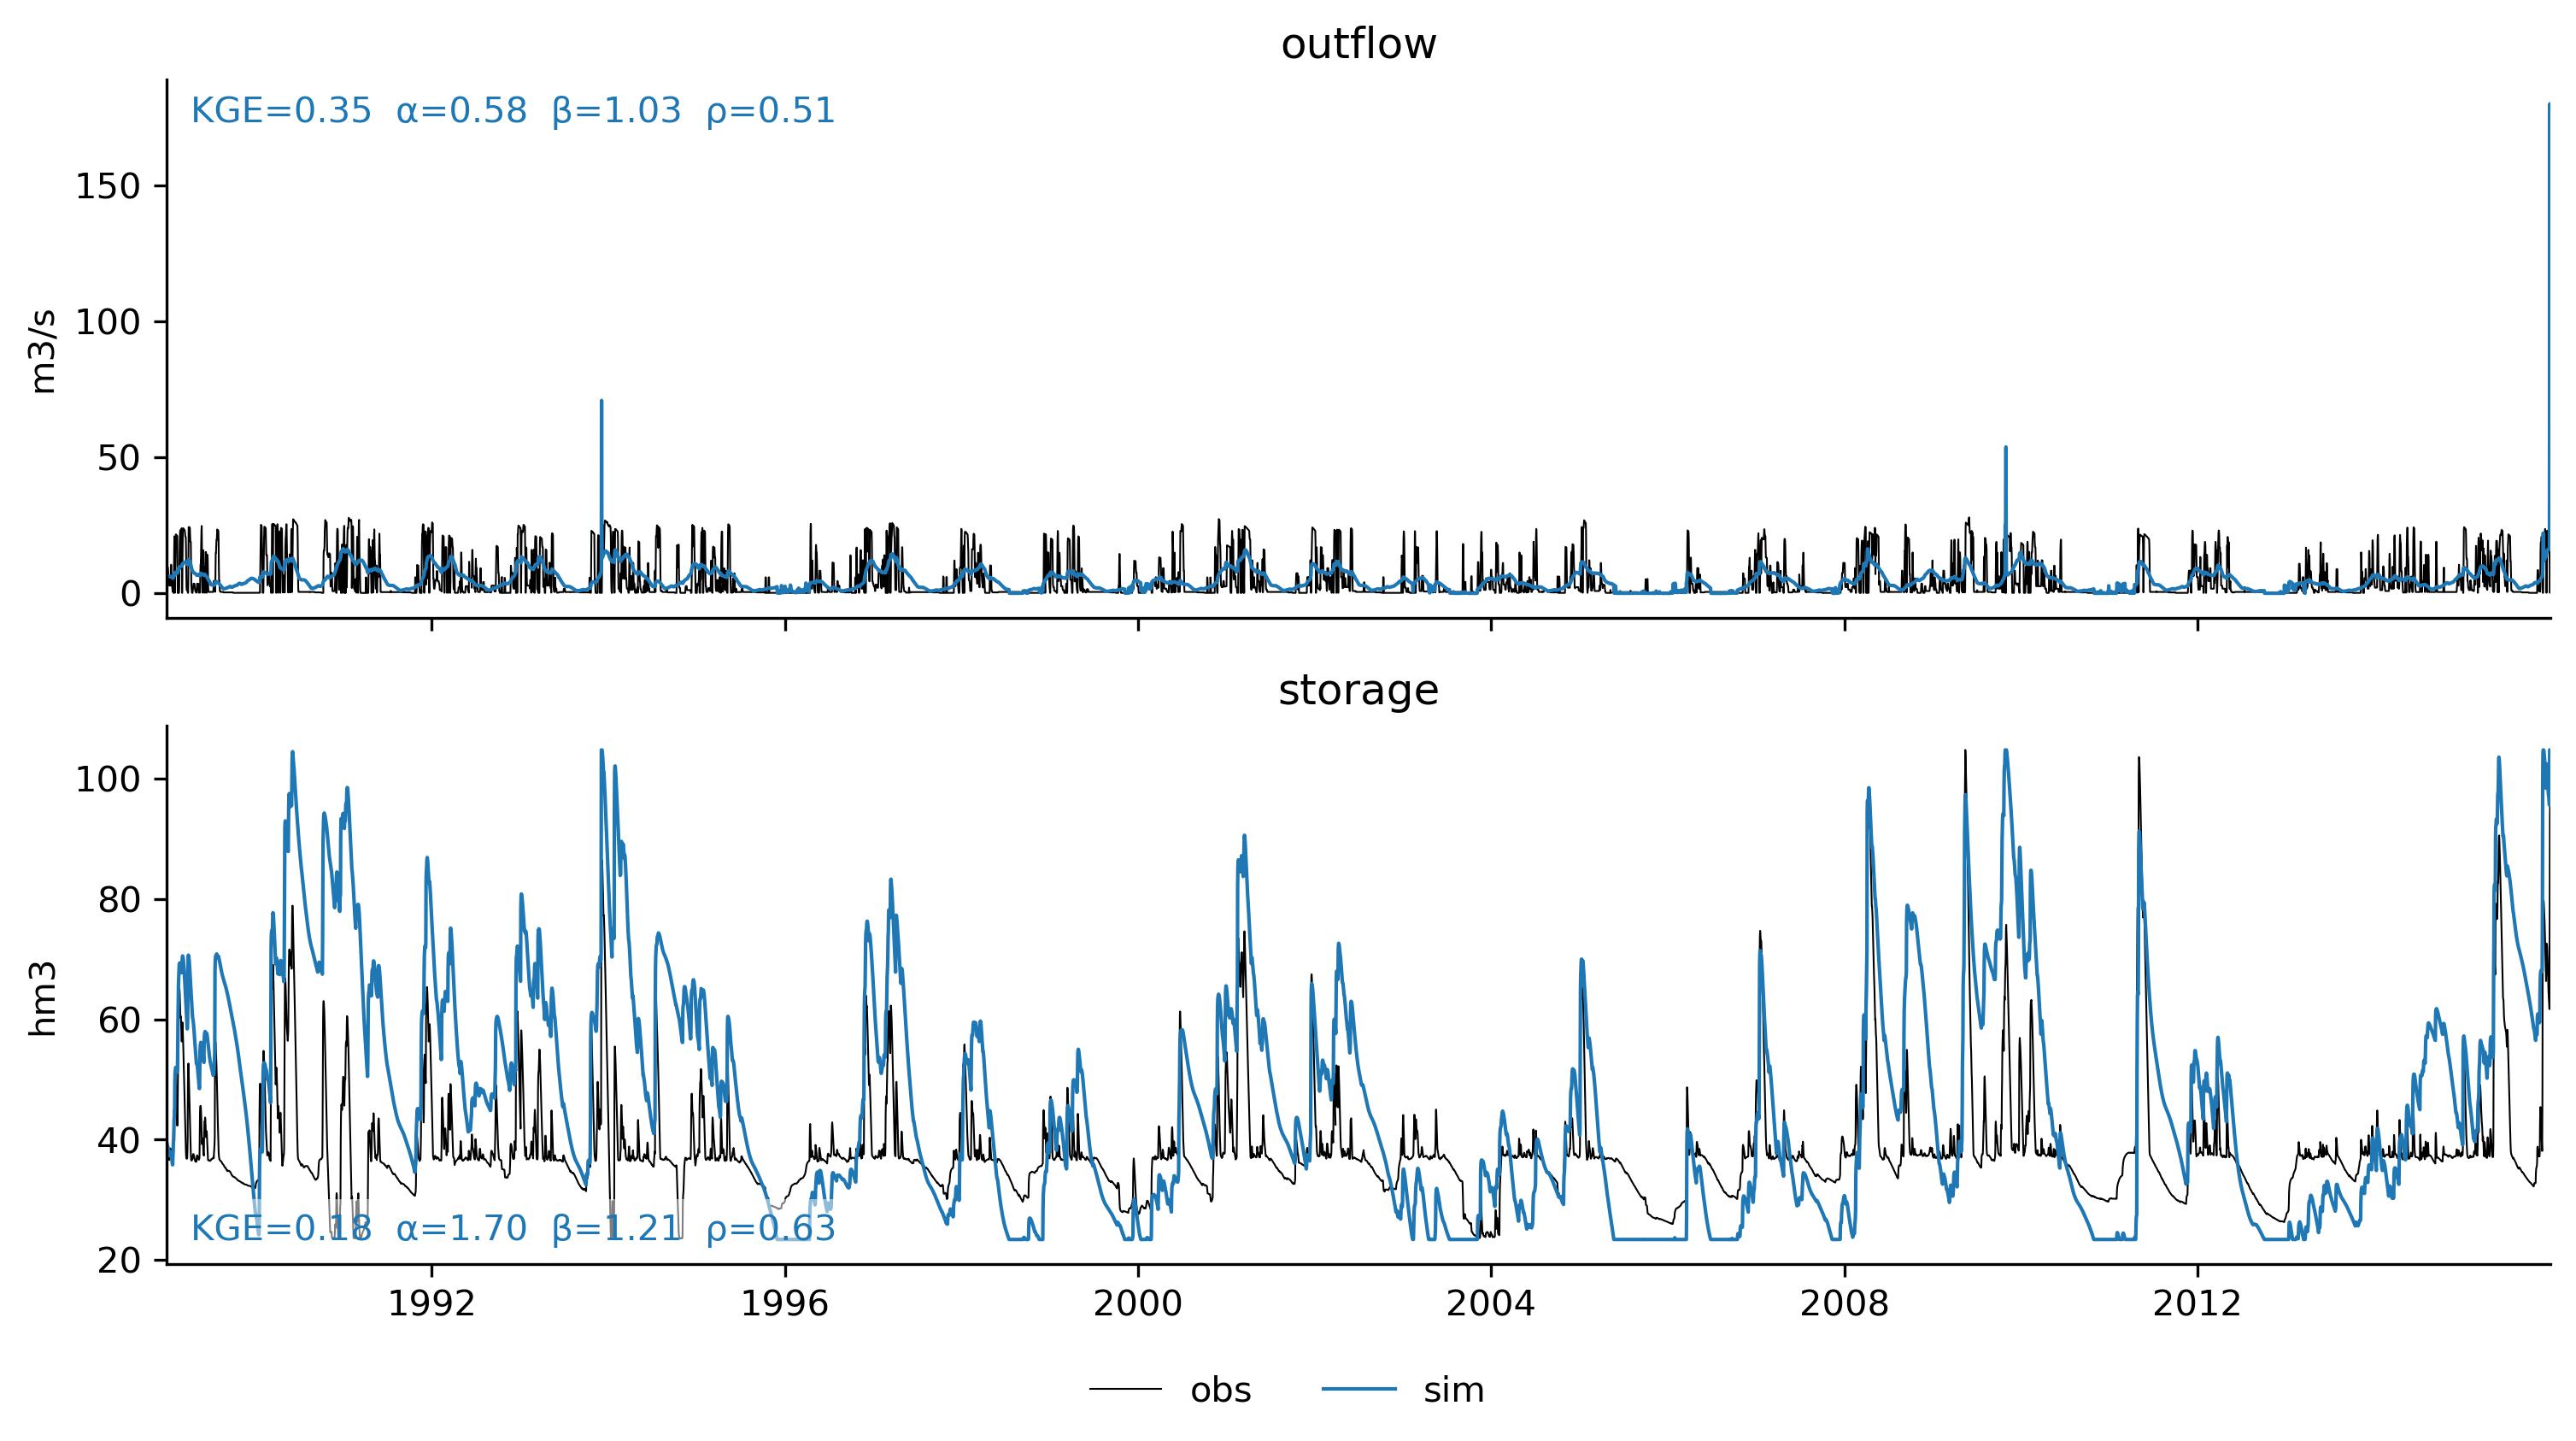 outflow
KGE=0.35 α=0.58 β=1.03 ρ=0.51
m3/s
150
100
50
0
storage
hm3
100
80
60
40
20
KGE=0.18 α=1.70 β=1.21 ρ=0.63
1992 1996 2000 2004 2008 2012
obs sim